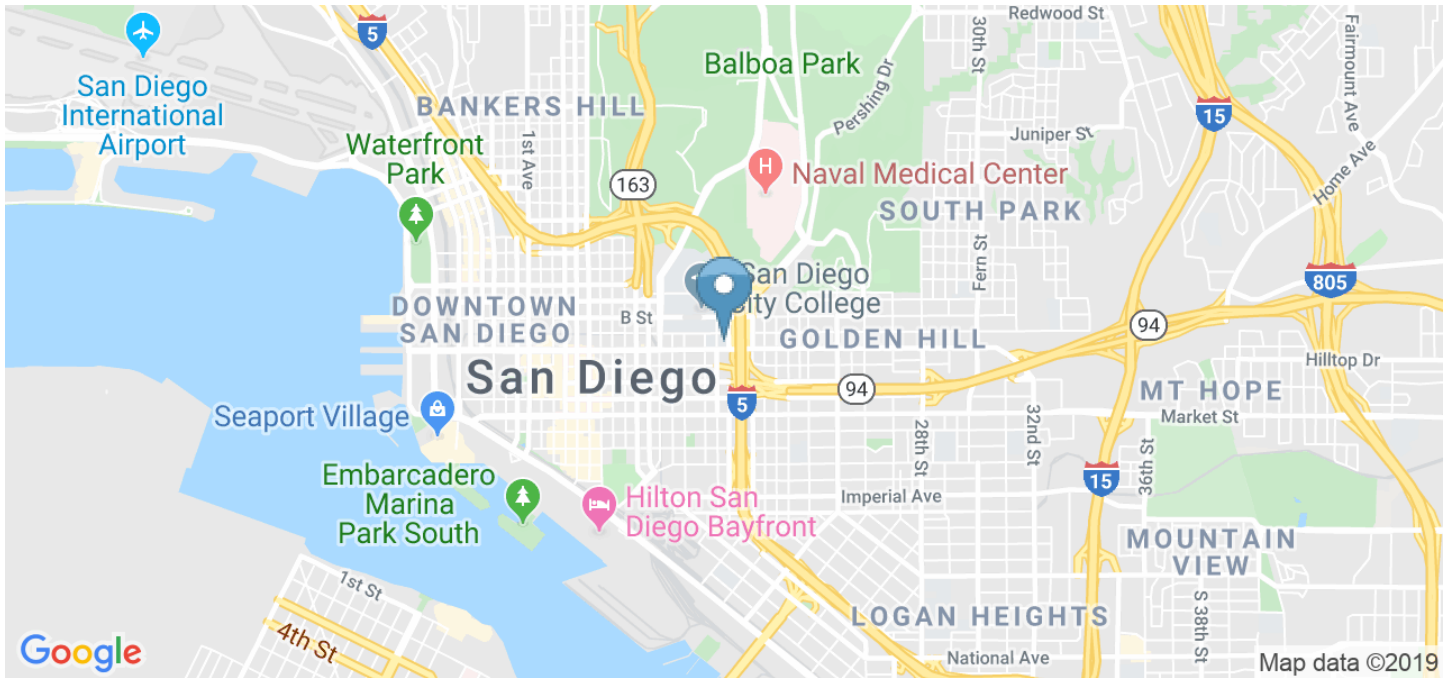 5
Redwood St
30th St
Fairmount Ave
Balboa Park
San Diego
International
Airport
BANKERS HILL
Pershing Dr
15
Juniper St
Waterfront
Park
1st Ave
Home Ave
163
H
Naval Medical Center
SOUTH PARK
Fern St
San Diego
City College
805
DOWNTOWN
SAN DIEGO
B St
94
GOLDEN HILL
Hilltop Dr
San Diego
5
94
MT HOPE
Market St
Seaport Village
28th St
32nd St
36th St
15
Embarcadero
Marina
Park South
Hilton San
Diego Bayfront
Imperial Ave
MOUNTAIN
VIEW
1st St
4th St
S 38th St
LOGAN HEIGHTS
National Ave
Google
Map data ©2019